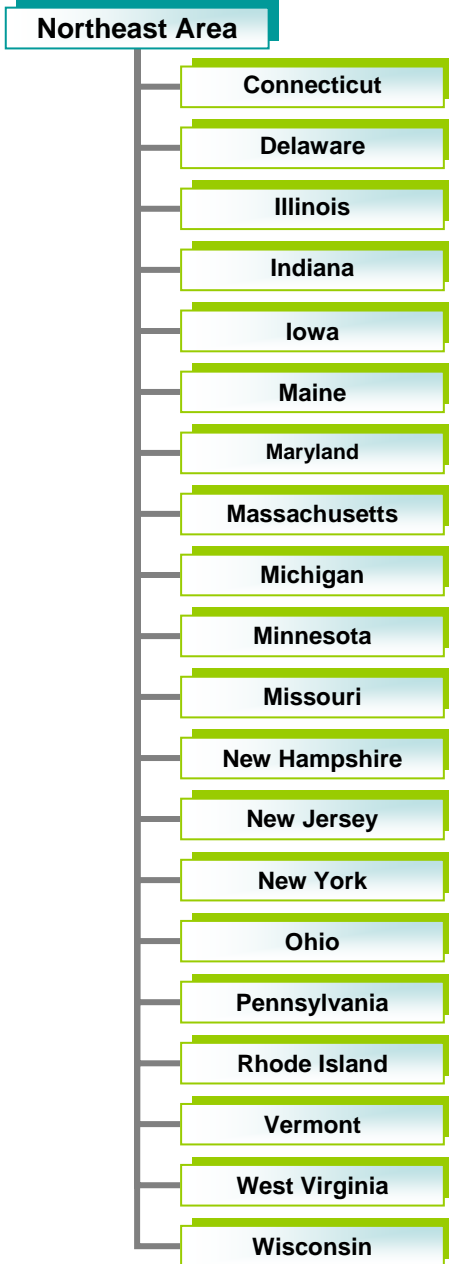 Northeast Area
Connecticut
Delaware
Illinois
Indiana
Iowa
Maine
Maryland
Massachusetts
Michigan
Minnesota
Missouri
New Hampshire
New Jersey
New York
Ohio
Pennsylvania
Rhode Island
Vermont
West Virginia
Wisconsin